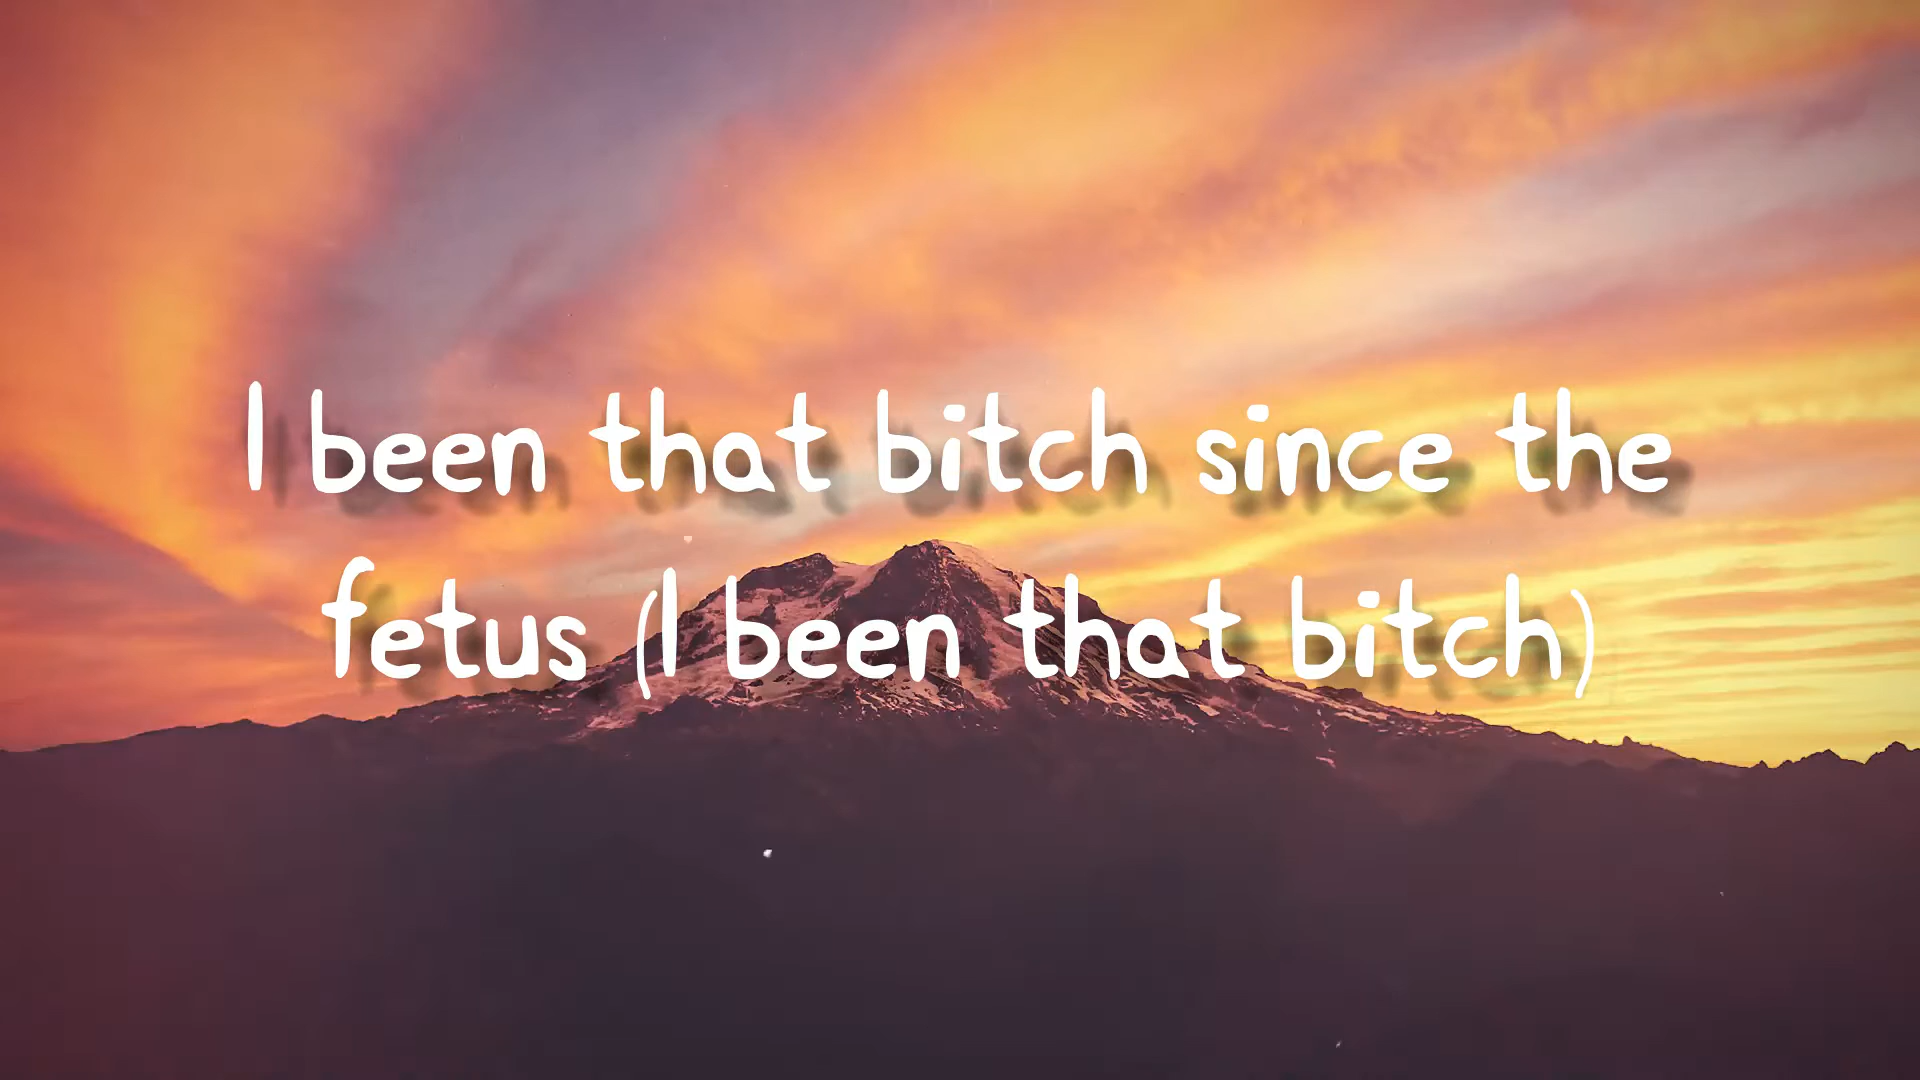 I been that bitch since the
fetus (I been that bitch)